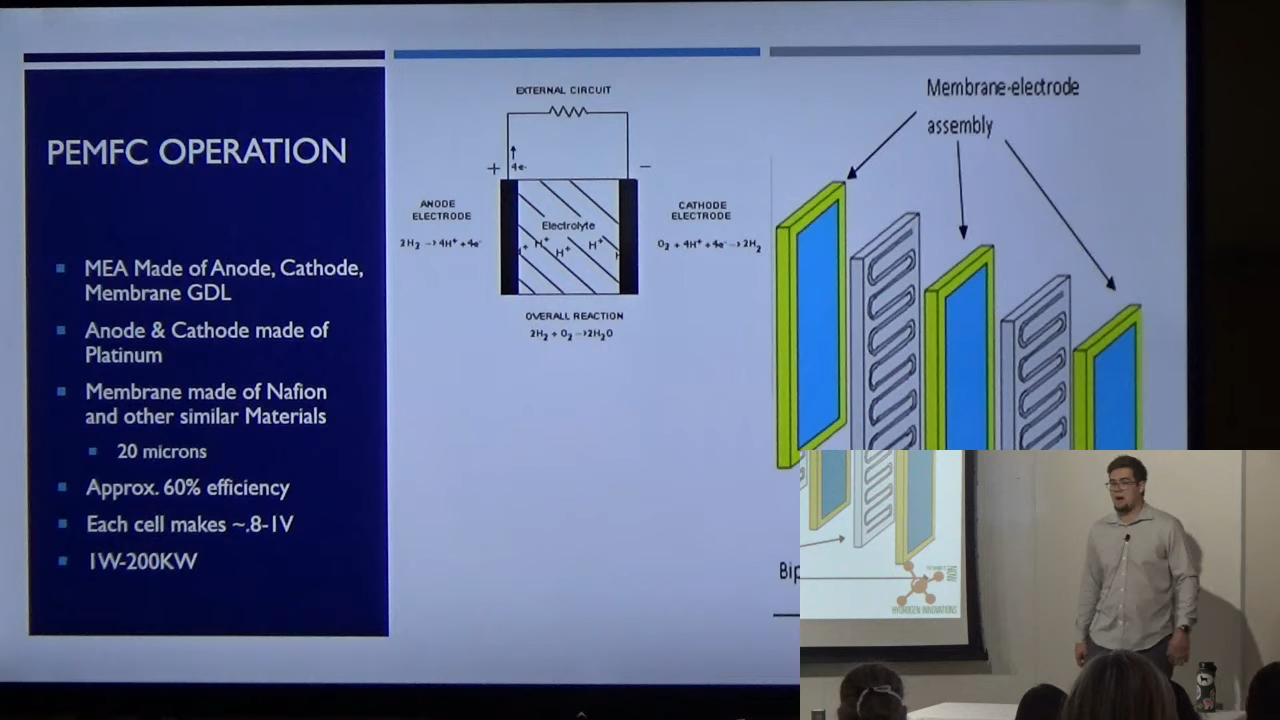 PEMFC OPERATION
MEA Made of Anode, Cathode,
Membrane GDL
Anode & Cathode made of
Platinum
Membrane made of Nafion
and other similar Materials
20 microns
Approx. 60% efficiency
Each cell makes ~.8-1V
1W-200KW
EXTERNAL CIRCUIT
+
4e-
−
ANODE
ELECTRODE
2H₂ → 4H⁺ + 4e⁻
Electrolyte
H⁺ H⁺ H⁺
CATHODE
ELECTRODE
O₂ + 4H⁺ + 4e⁻ → 2H₂
OVERALL REACTION
2H₂ + O₂ → 2H₂O
Membrane-electrode
assembly
Bip
NOW
HYDROGEN INNOVATIONS